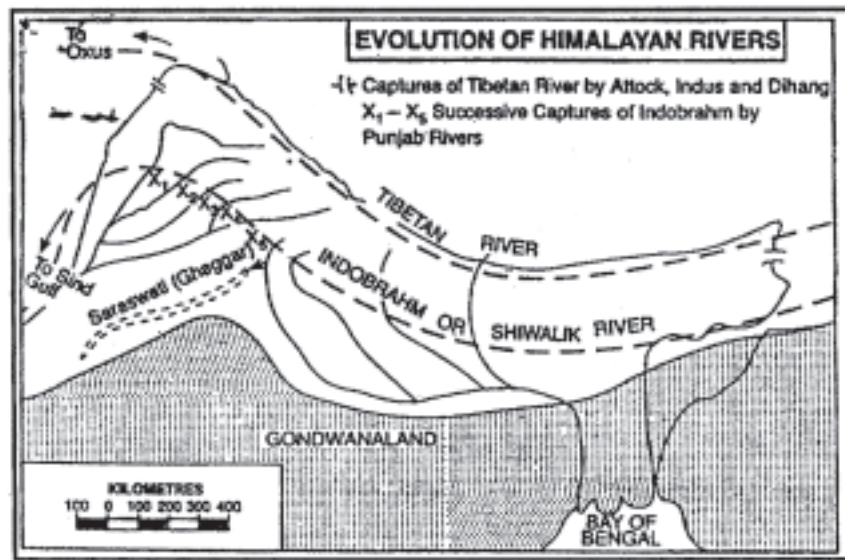 EVOLUTION OF HIMALAYAN RIVERS
To
Oxus
Captures of Tibetan River by Attock, Indus and Dihang
X₁ – X₅ Successive Captures of Indobrahm by
Punjab Rivers
TIBETAN RIVER
To Sind
Gulf
Saraswati (Ghaggar)
INDOBRAHM OR SHIWALIK RIVER
GONDWANALAND
KILOMETRES
100 0 100 200 300 400
BAY OF
BENGAL